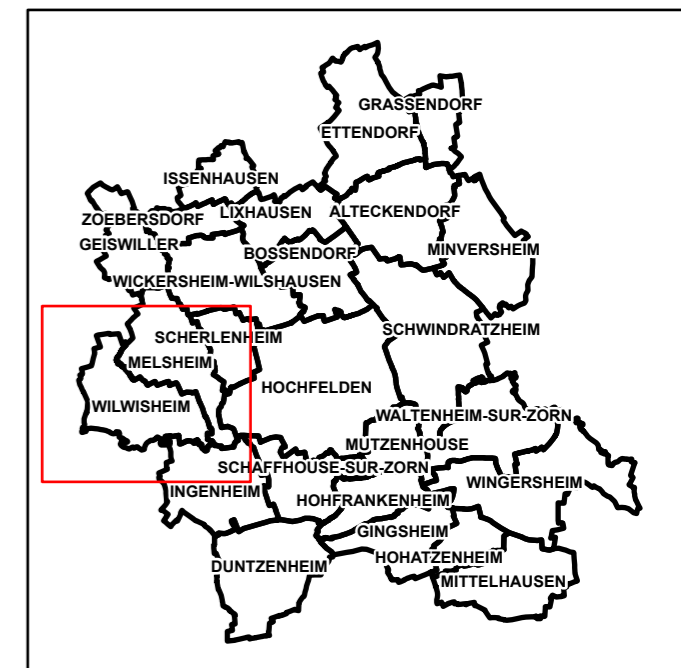 GRASSENDORF
ETTENDORF
ISSENHAUSEN
ZOEBERSDORF
LIXHAUSEN
ALTECKENDORF
GEISWILLER
BOSSENDORF
MINVERSHEIM
WICKERSHEIM-WILSHAUSEN
SCHERLENHEIM
SCHWINDRATZHEIM
MELSHEIM
HOCHFELDEN
WILWISHEIM
WALTENHEIM-SUR-ZORN
MUTZENHOUSE
SCHAFFHOUSE-SUR-ZORN
INGENHEIM
WINGERSHEIM
HOHFRANKENHEIM
GINGSHEIM
DUNTZENHEIM
HOHATZENHEIM
MITTELHAUSEN